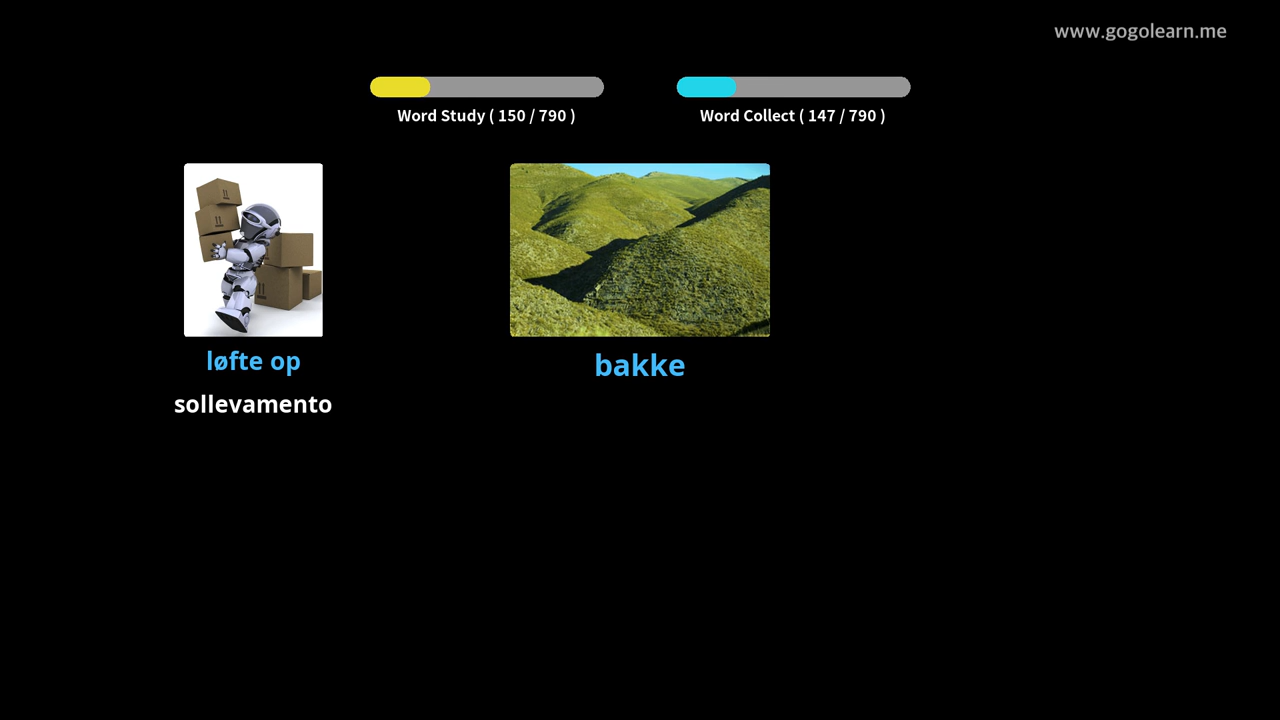 www.gogolearn.me
Word Study ( 150 / 790 )
Word Collect ( 147 / 790 )
løfte op
sollevamento
bakke